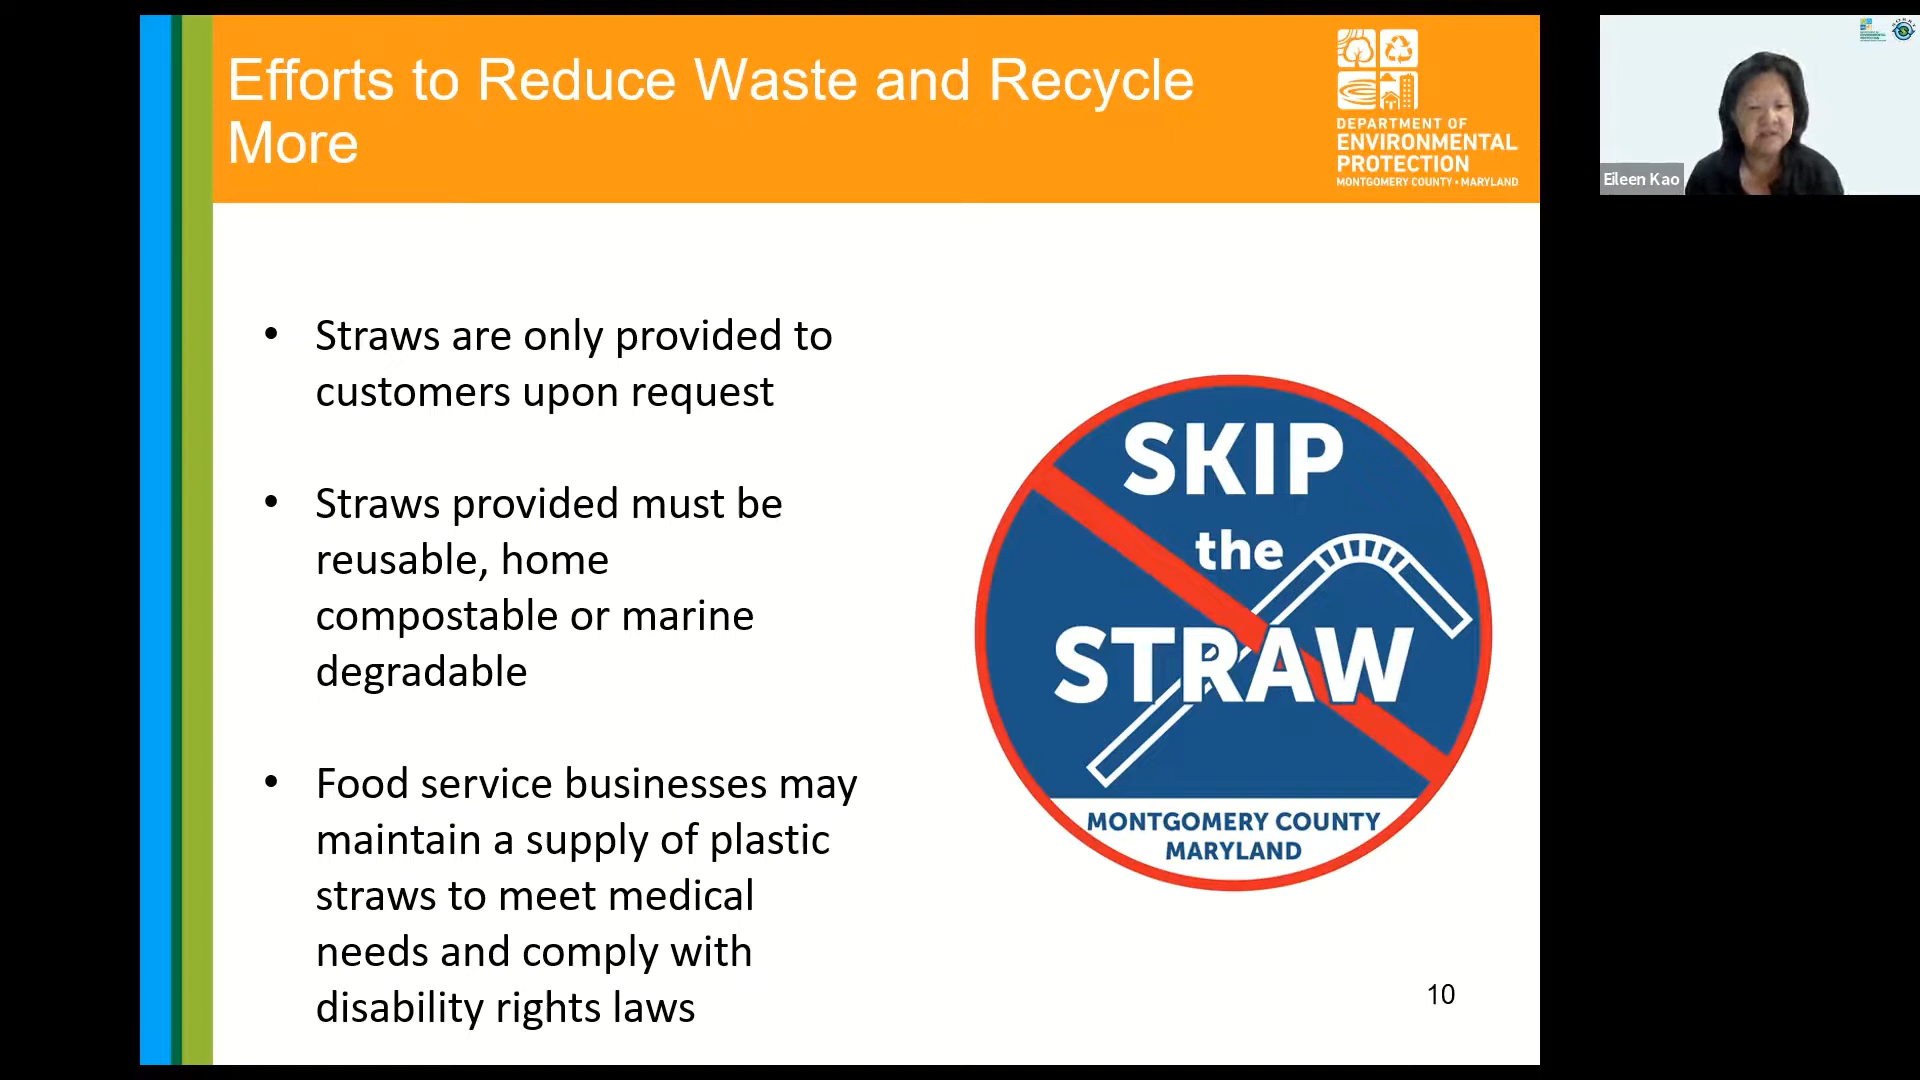 Efforts to Reduce Waste and Recycle
More
DEPARTMENT OF
ENVIRONMENTAL
PROTECTION
MONTGOMERY COUNTY • MARYLAND
Eileen Kao
• Straws are only provided to
customers upon request
• Straws provided must be
reusable, home
compostable or marine
degradable
• Food service businesses may
maintain a supply of plastic
straws to meet medical
needs and comply with
disability rights laws
SKIP
the
STRAW
MONTGOMERY COUNTY
MARYLAND
10